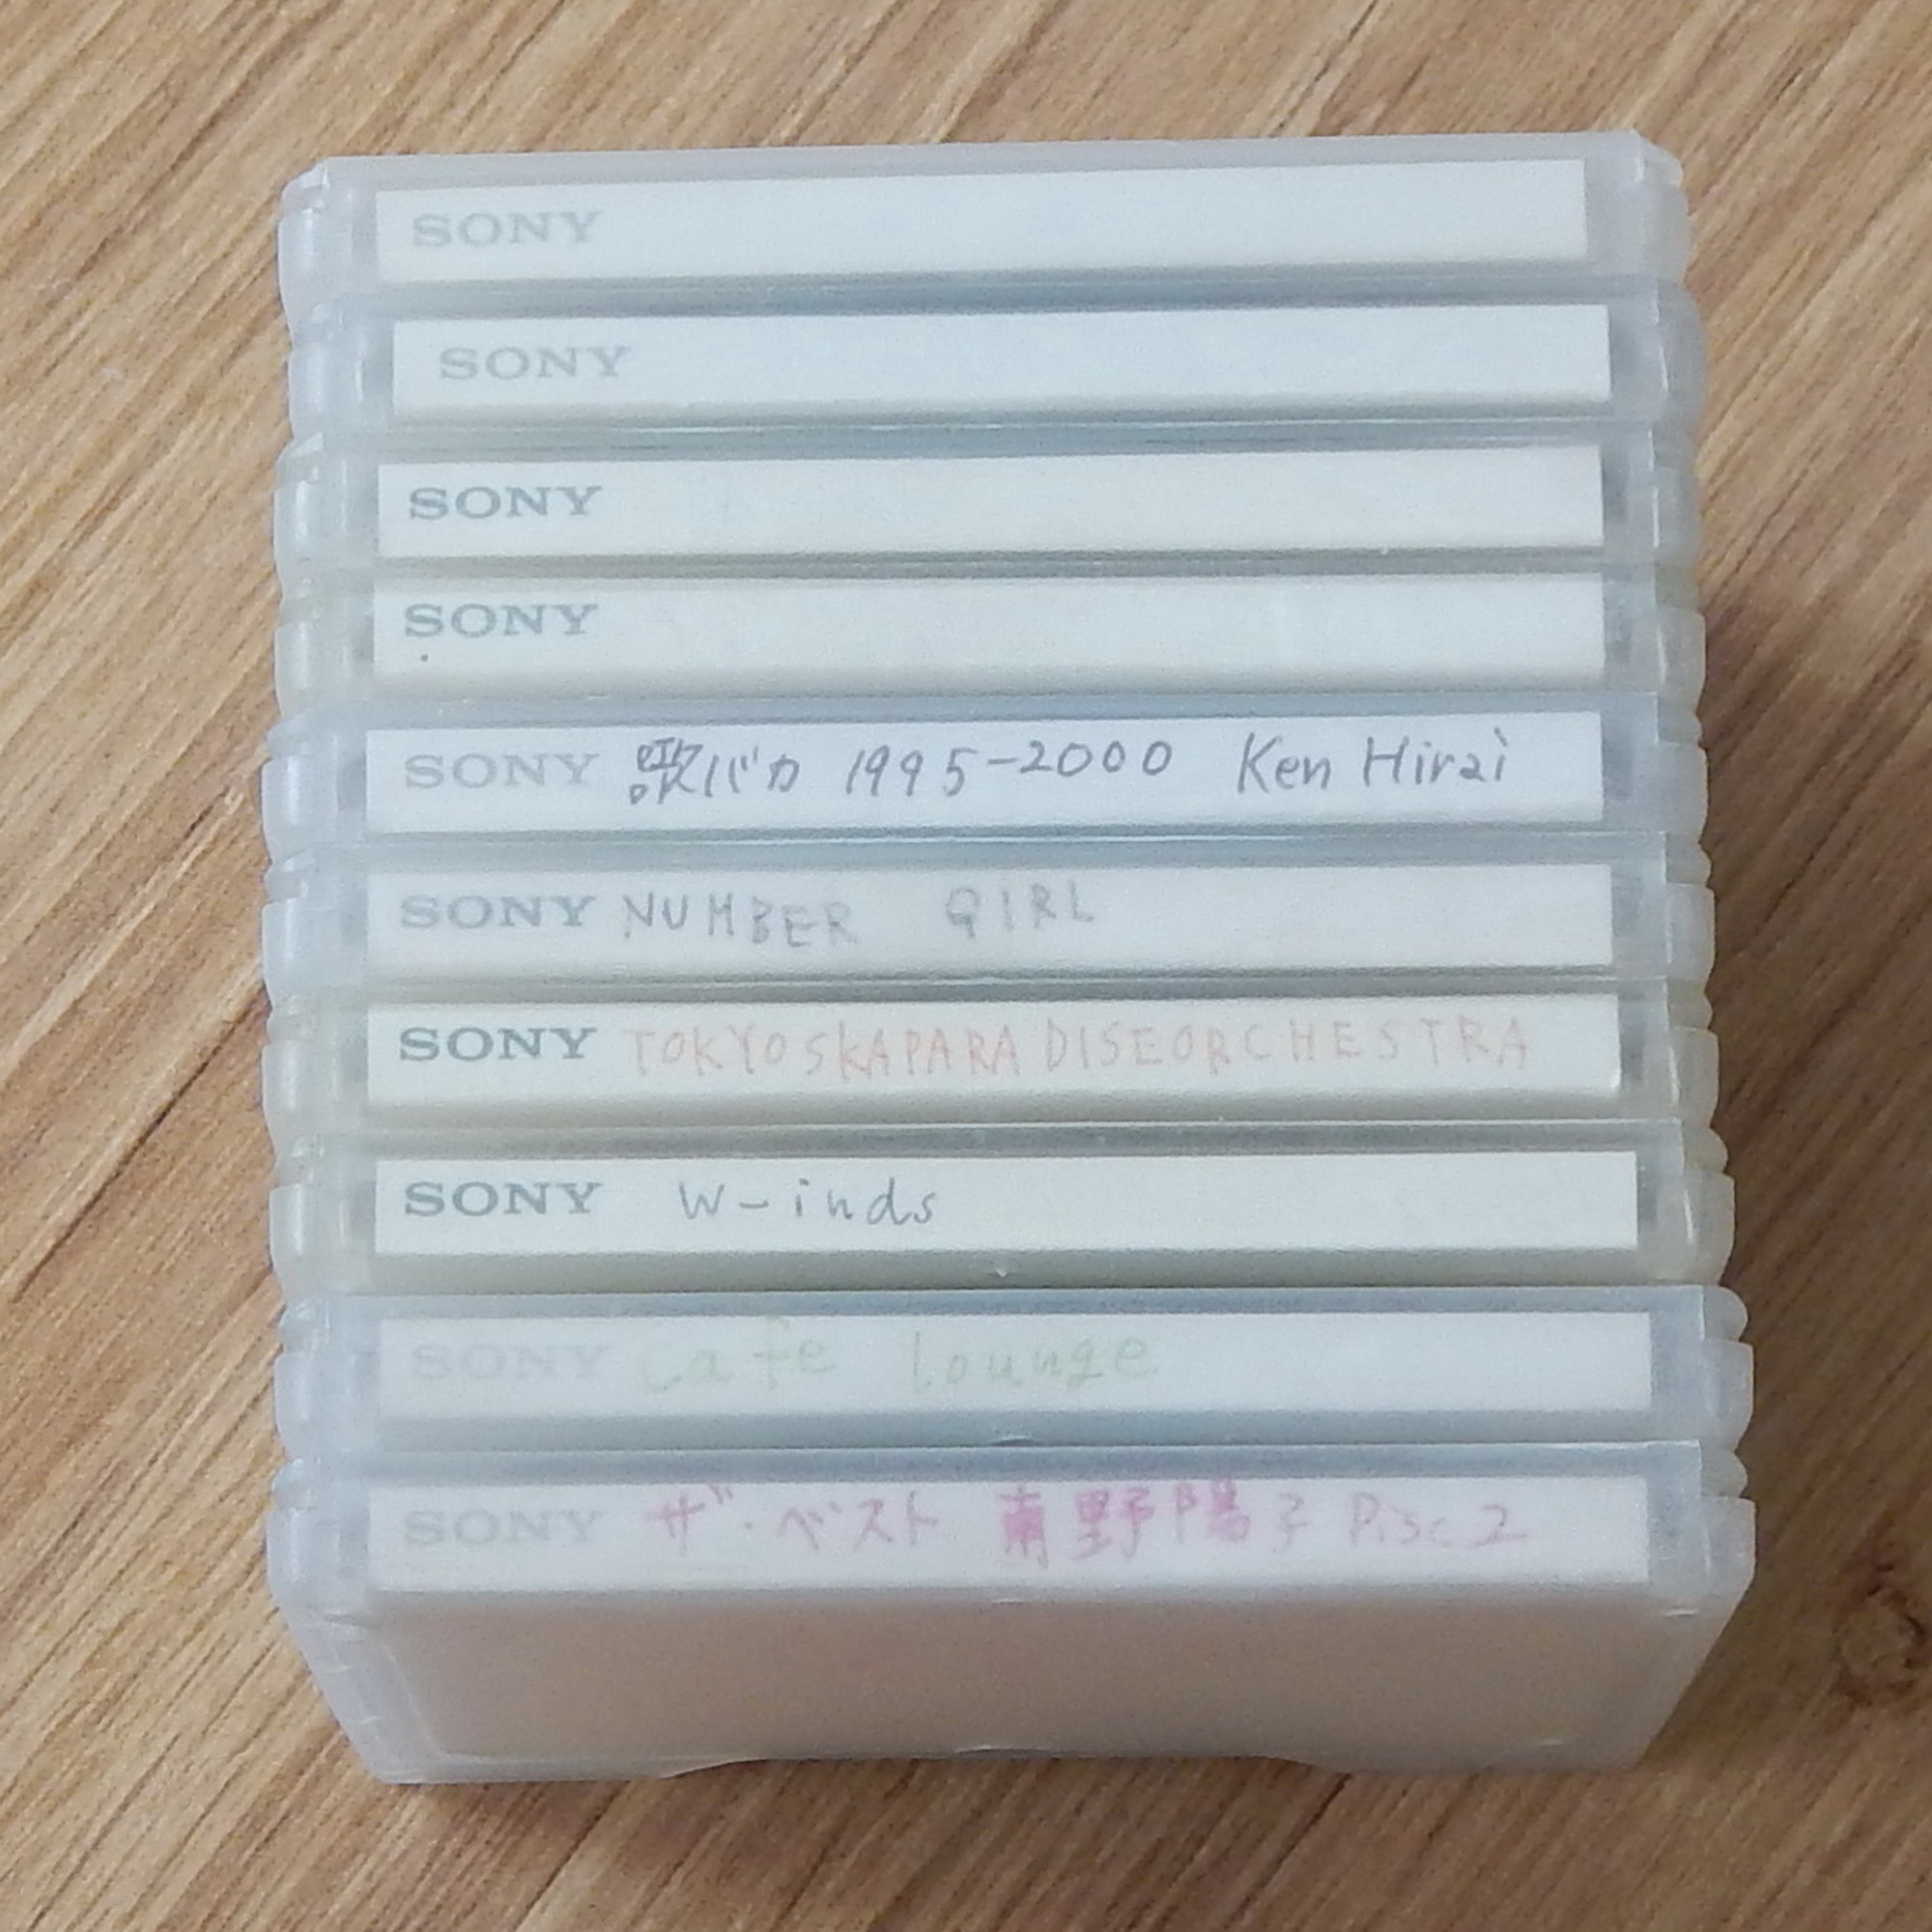 SONY
SONY
SONY
SONY
SONY 歌バカ 1995-2000 Ken Hirai
SONY NUMBER GIRL
SONY TOKYOSKAPARADISEORCHESTRA
SONY w-inds
SONY cafe lounge
SONY ザ・ベスト 南野陽子 Disc2